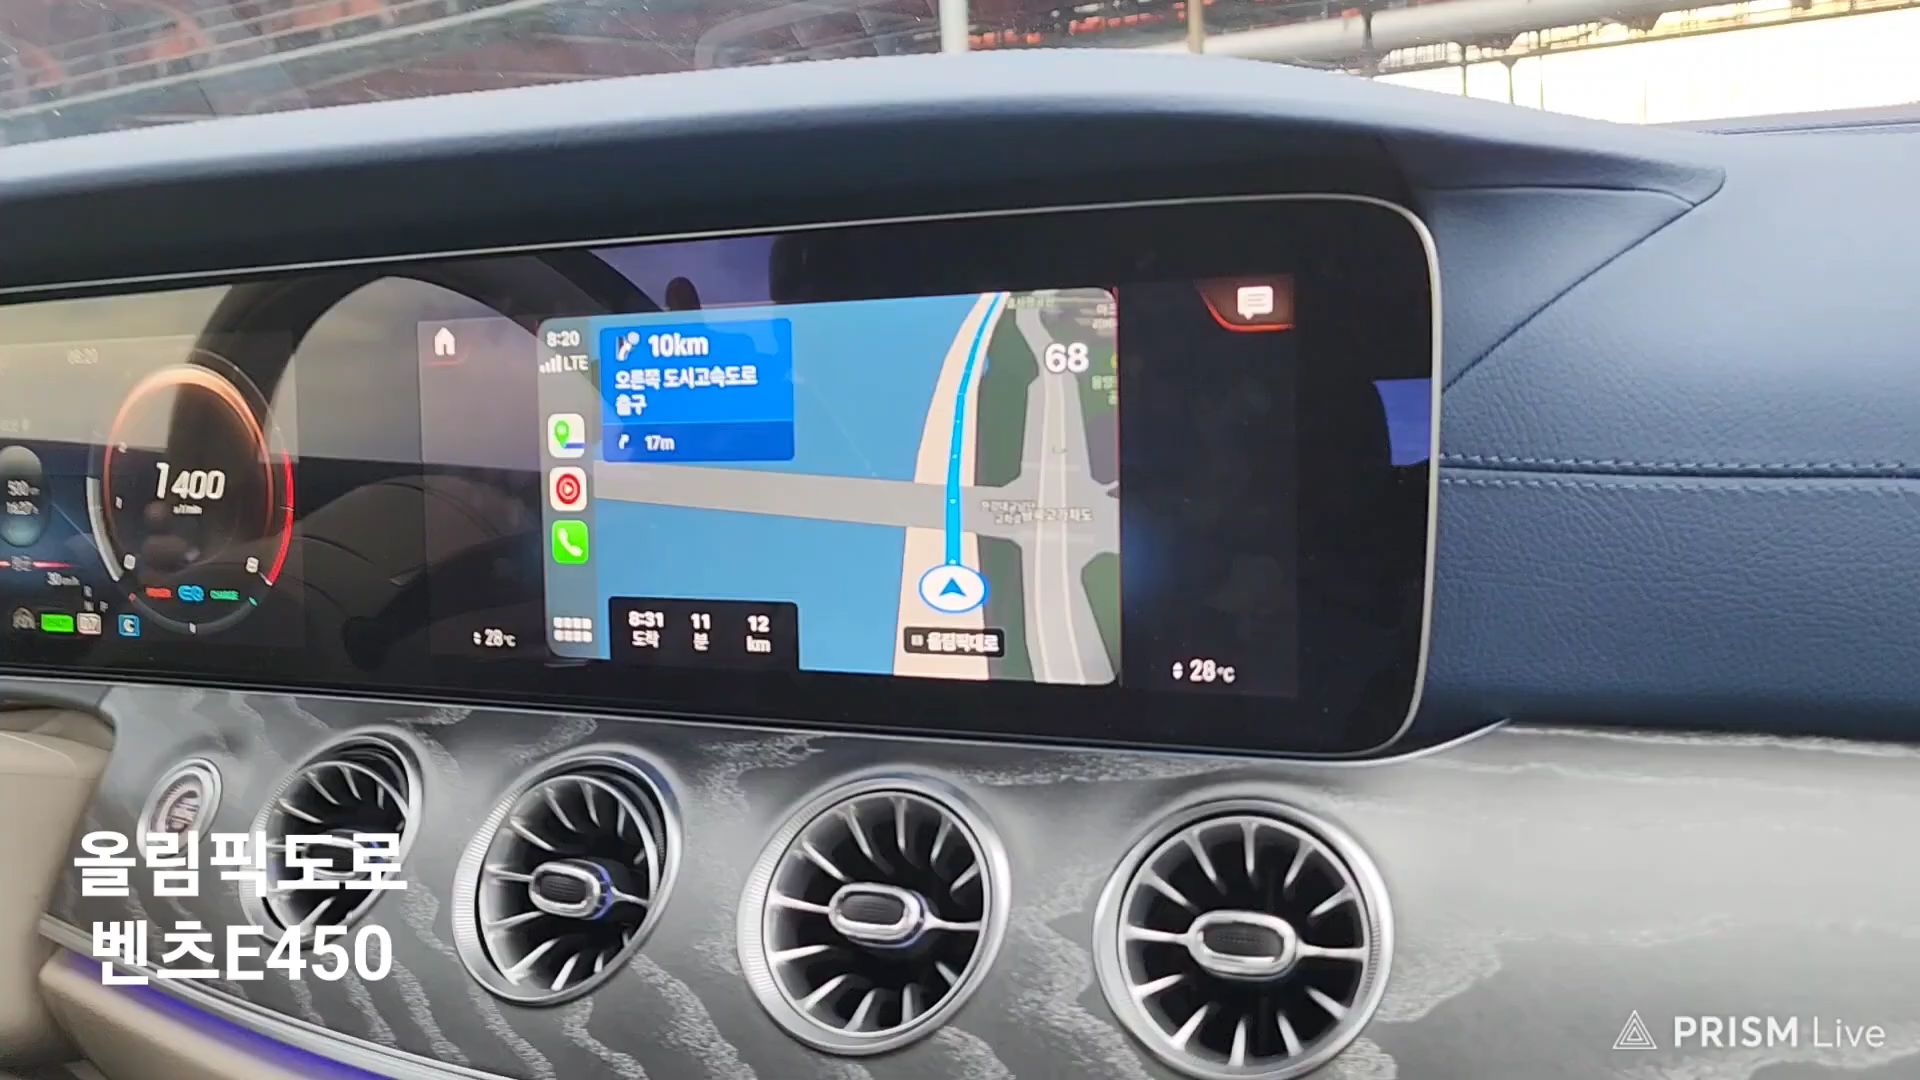 8:20
LTE
10km
오른쪽 도시고속도로
출구
17m
68
08:20
1400
8:31
도착
11
분
12
km
올림픽대로
28°C
28°C
올림픽도로
벤츠E450
PRISM Live